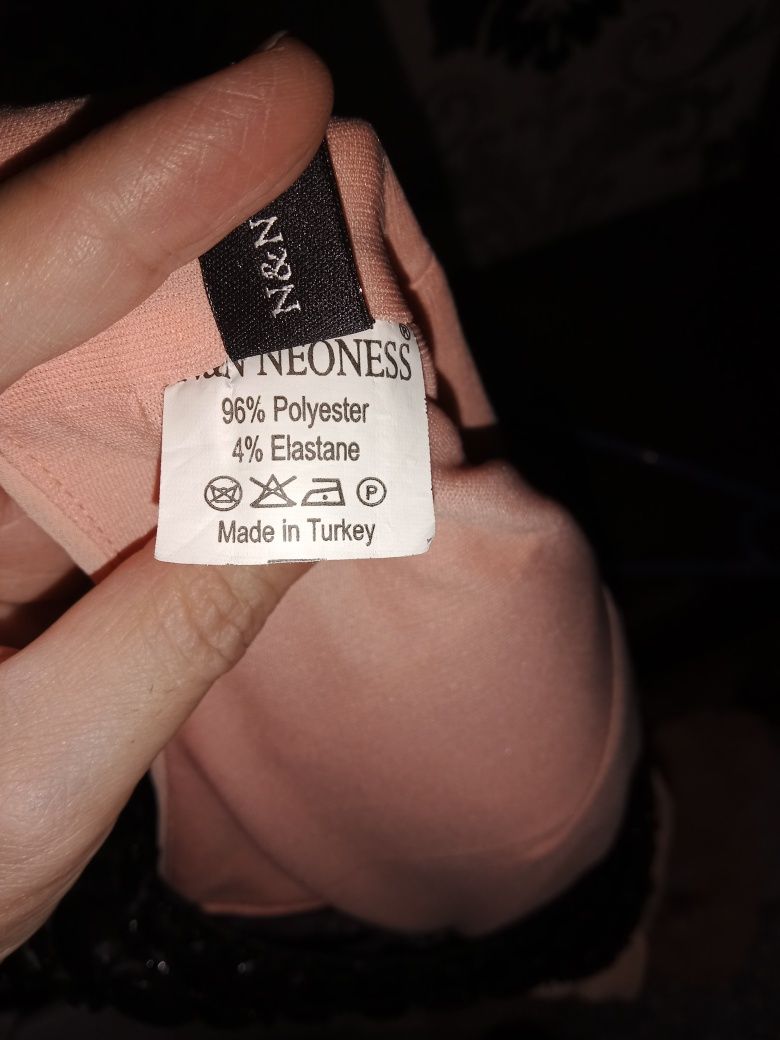 N&N
NEONESS®
96% Polyester
4% Elastane
P
Made in Turkey